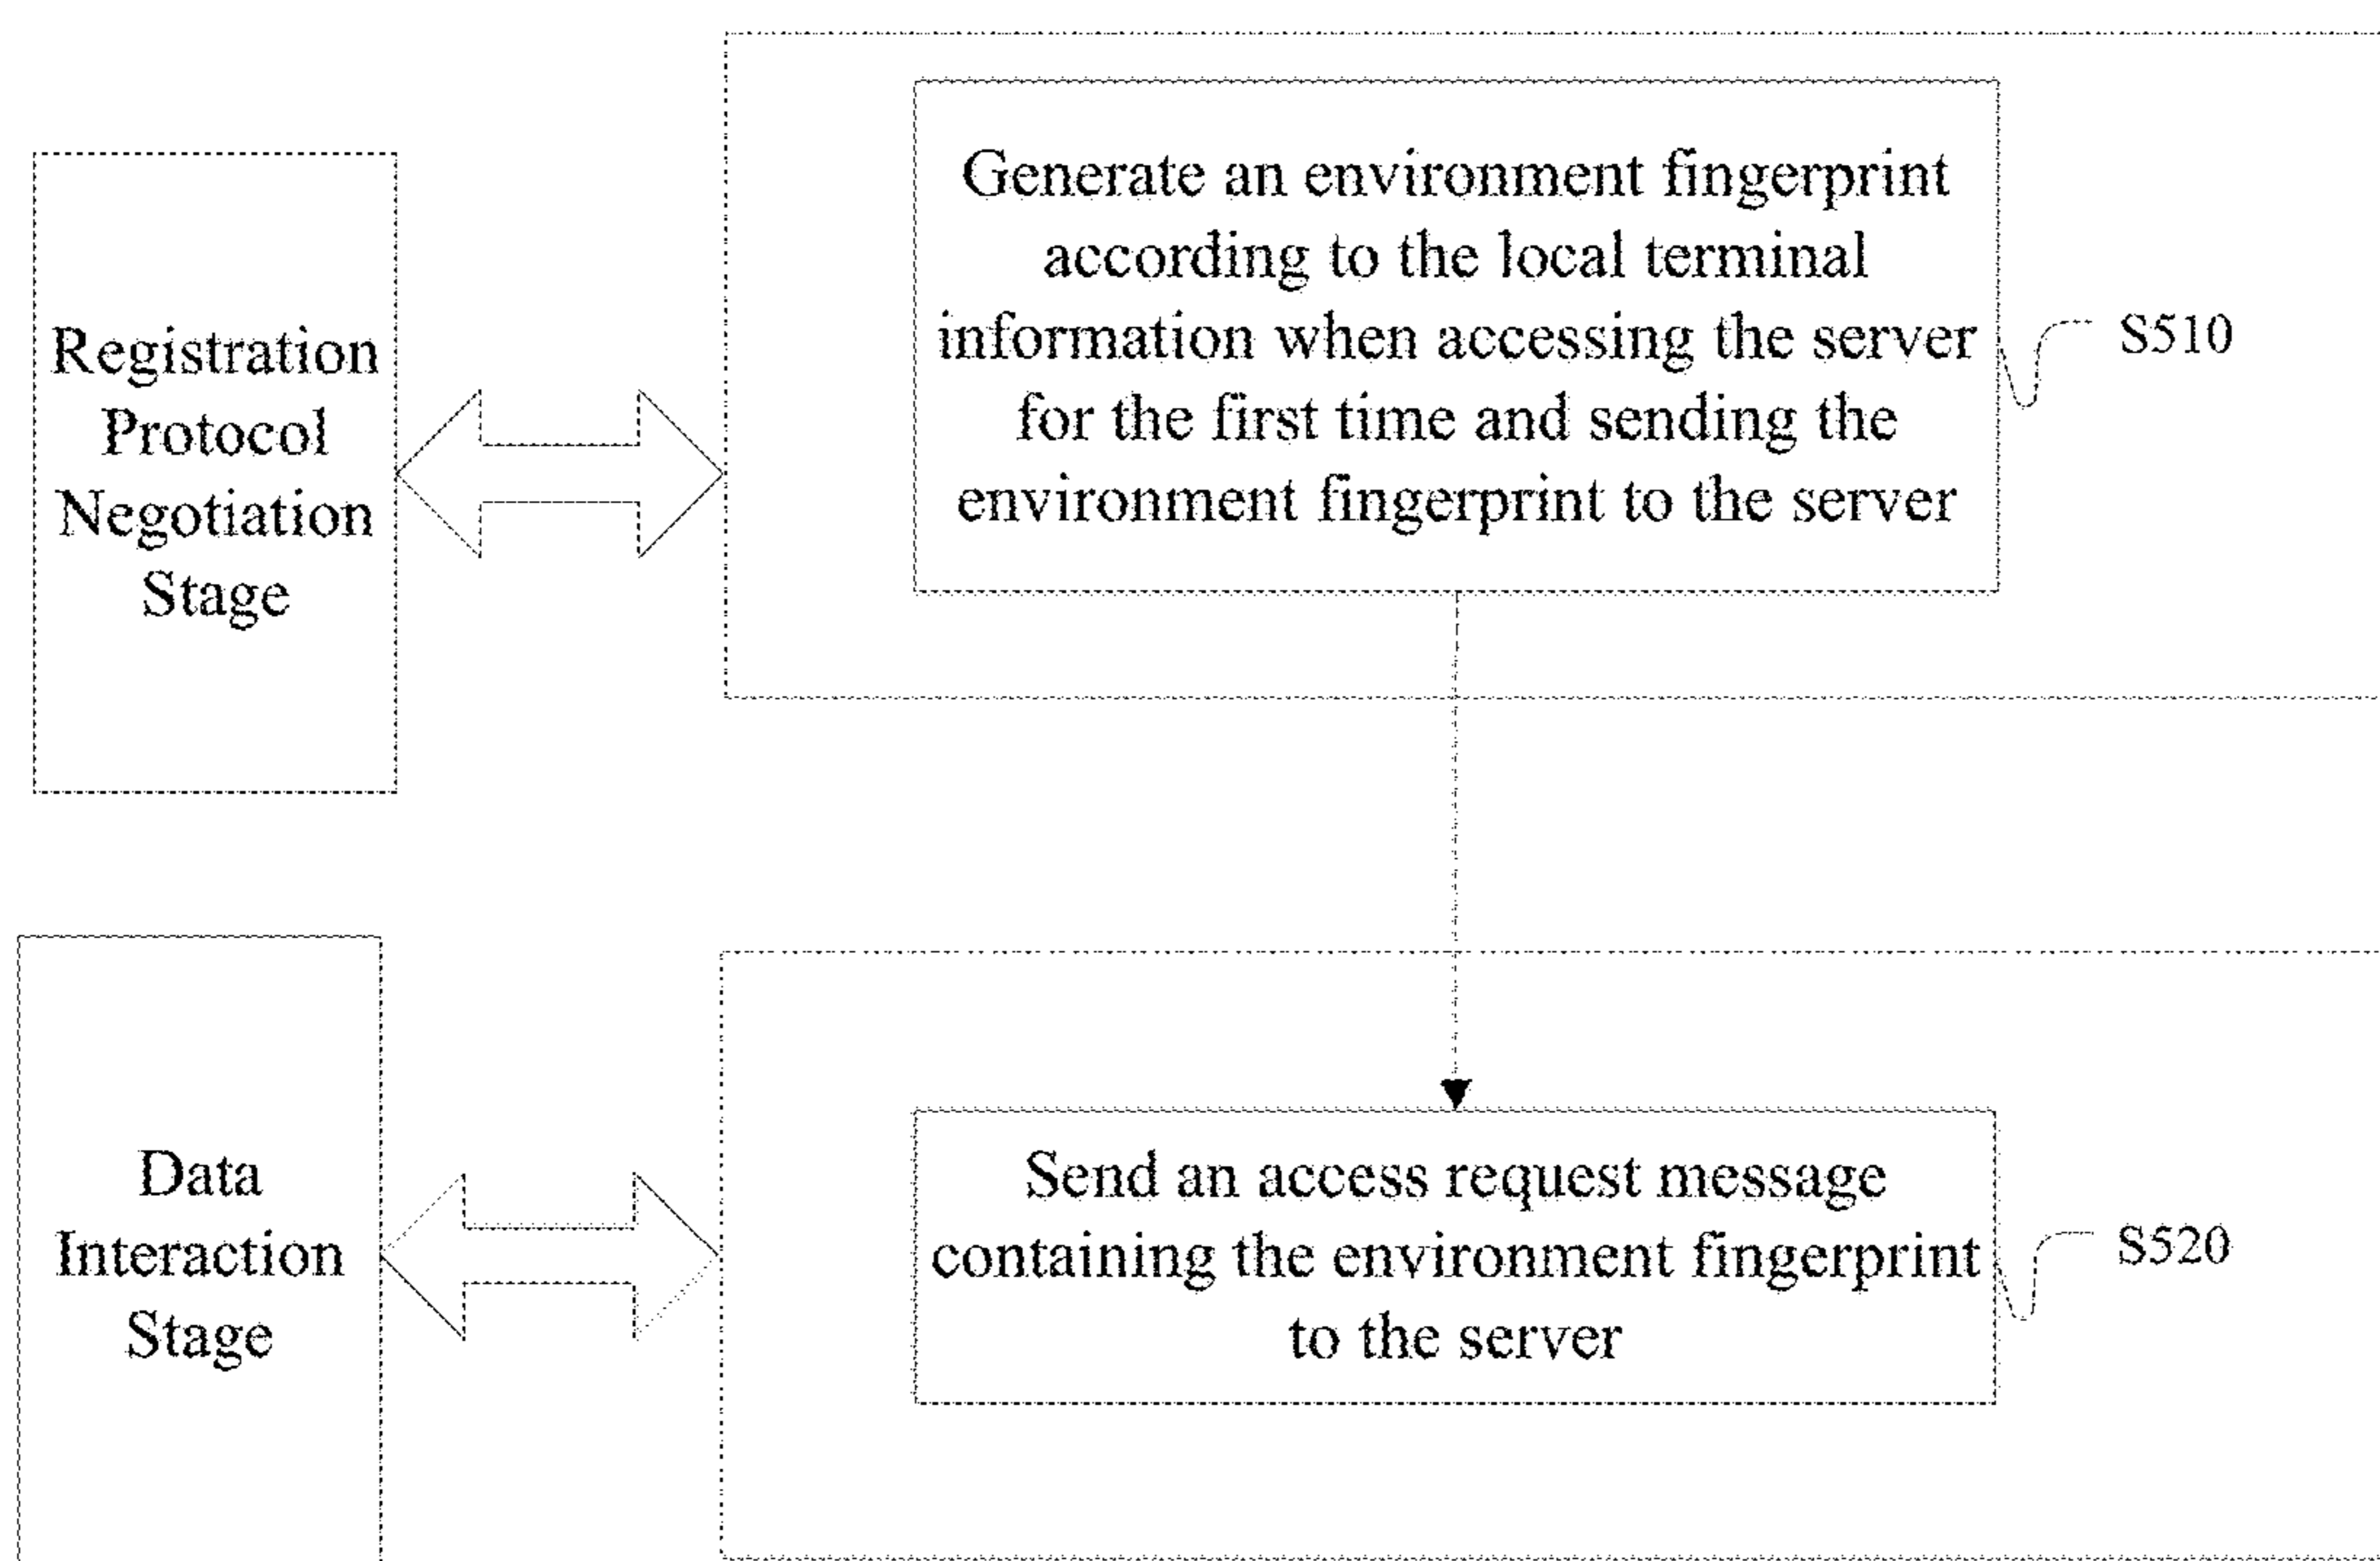 Registration
Protocol
Negotiation
Stage
Generate an environment fingerprint
according to the local terminal
information when accessing the server
for the first time and sending the
environment fingerprint to the server
S510
Data
Interaction
Stage
Send an access request message
containing the environment fingerprint
to the server
S520